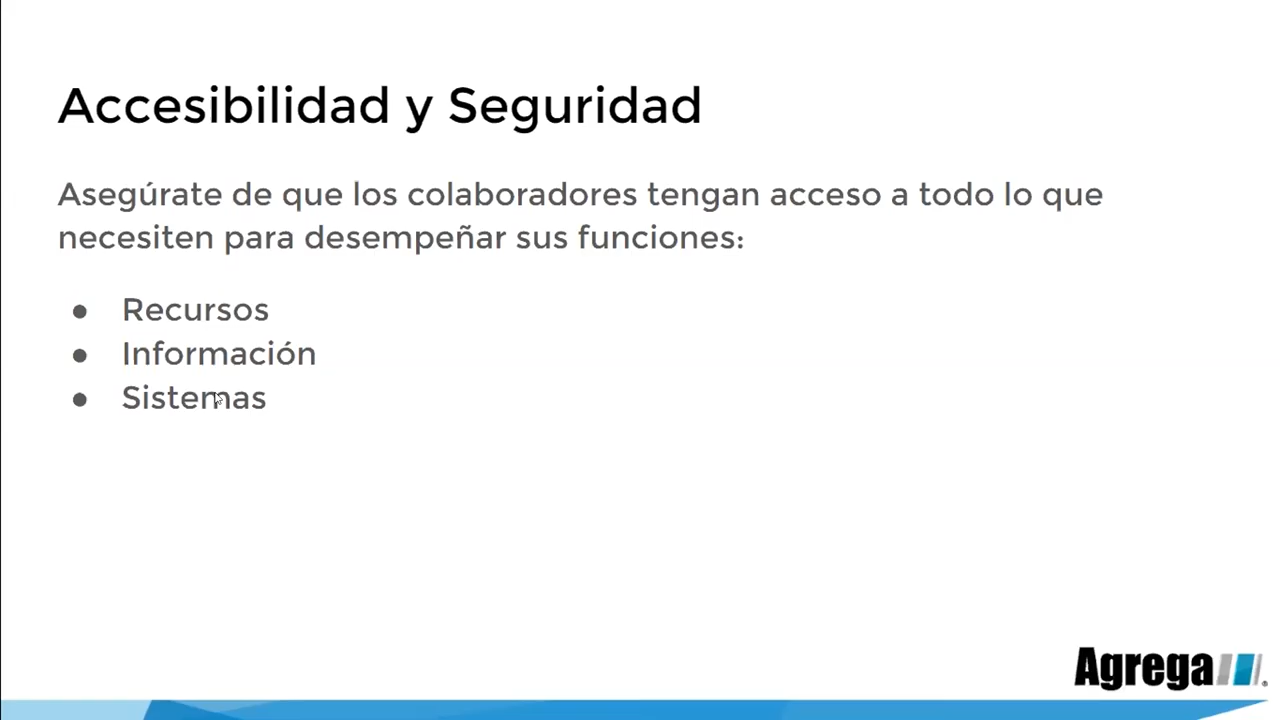 Accesibilidad y Seguridad
Asegúrate de que los colaboradores tengan acceso a todo lo que
necesiten para desempeñar sus funciones:
● Recursos
● Información
● Sistemas
Agrega